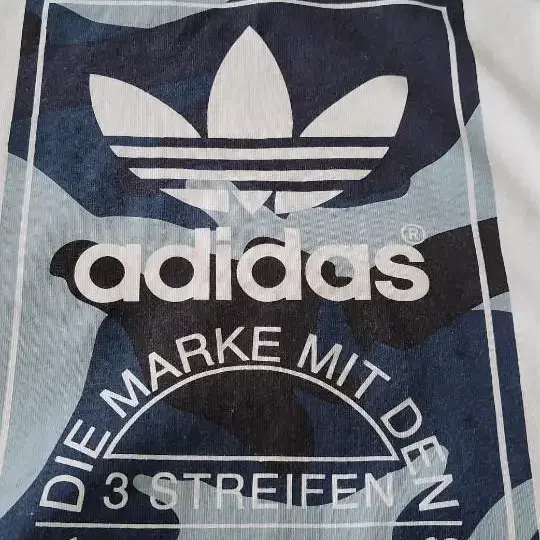 adidas®
DIE MARKE MIT DEN
3 STREIFEN